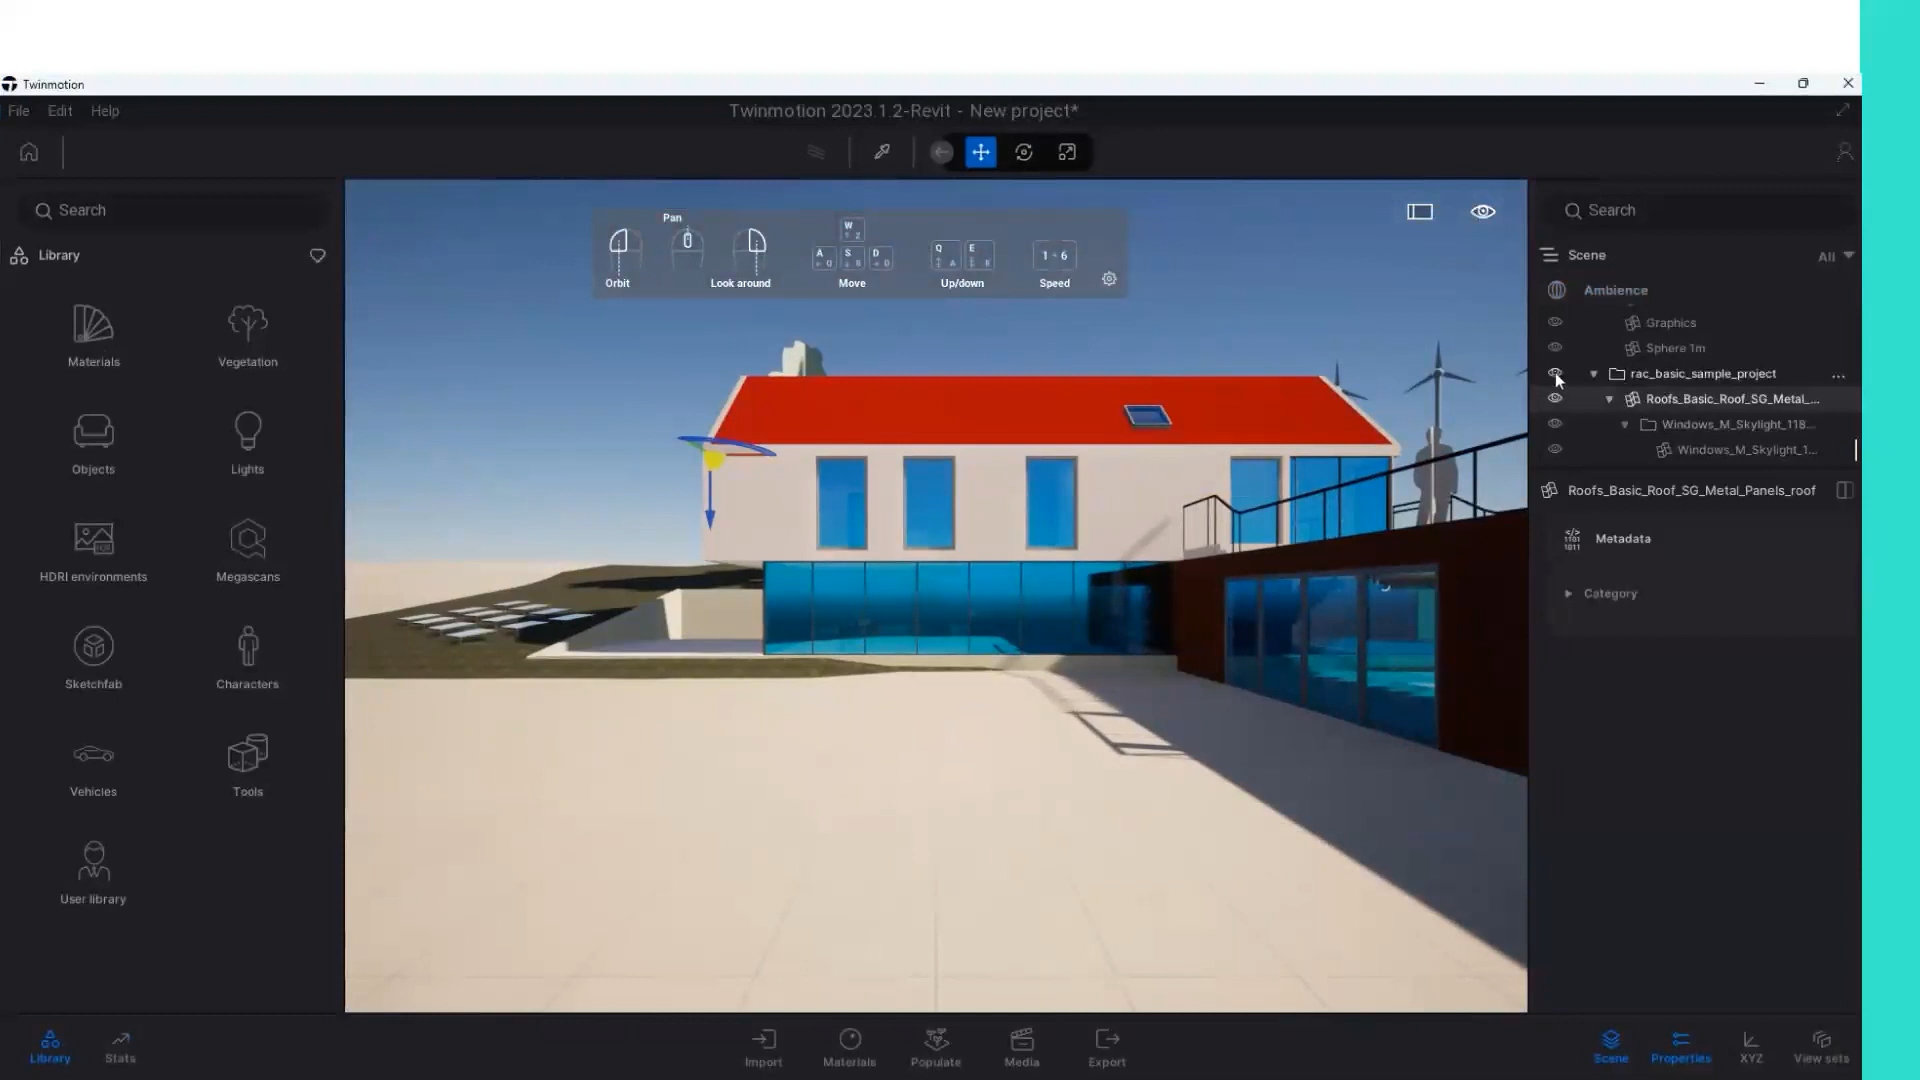 Twinmotion
File Edit Help
Twinmotion 2023.1.2-Revit - New project*
Search
Library
Materials
Vegetation
Objects
Lights
HDRI environments
Megascans
Sketchfab
Characters
Vehicles
Tools
User library
Pan
Orbit
Look around
W
A S D
Move
Q E
Up/down
1 - 6
Speed
Search
Scene
All
Ambience
Graphics
Sphere 1m
rac_basic_sample_project
...
Roofs_Basic_Roof_SG_Metal_...
Windows_M_Skylight_118...
Windows_M_Skylight_1...
Roofs_Basic_Roof_SG_Metal_Panels_roof
Metadata
Category
Library
Stats
Import
Materials
Populate
Media
Export
Scene
Properties
XYZ
View sets